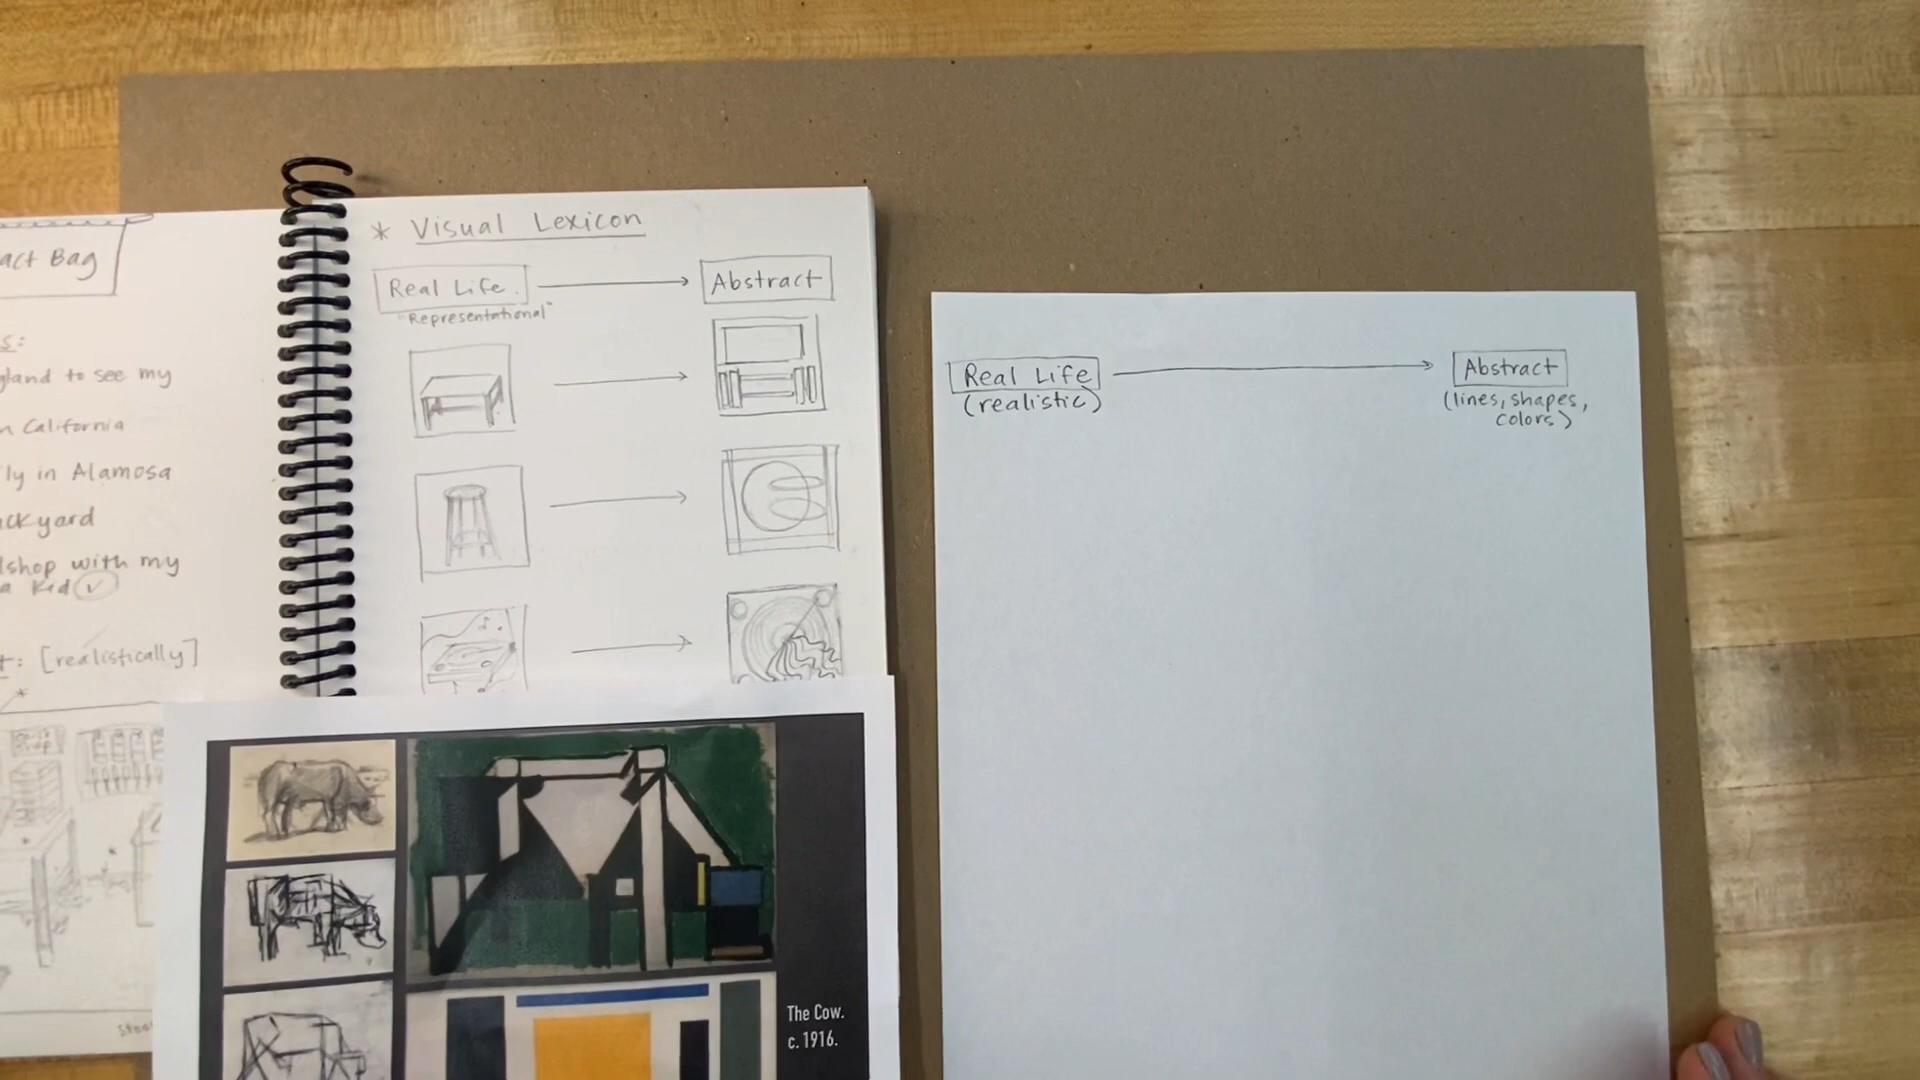 act Bag
s:
gland to see my
n California
ly in Alamosa
ckyard
shop with my
a kid
t: [realistically]
* Visual Lexicon
Real Life. → Abstract
"Representational"
The Cow.
c. 1916.
Real Life → Abstract
(realistic) (lines, shapes,
colors)